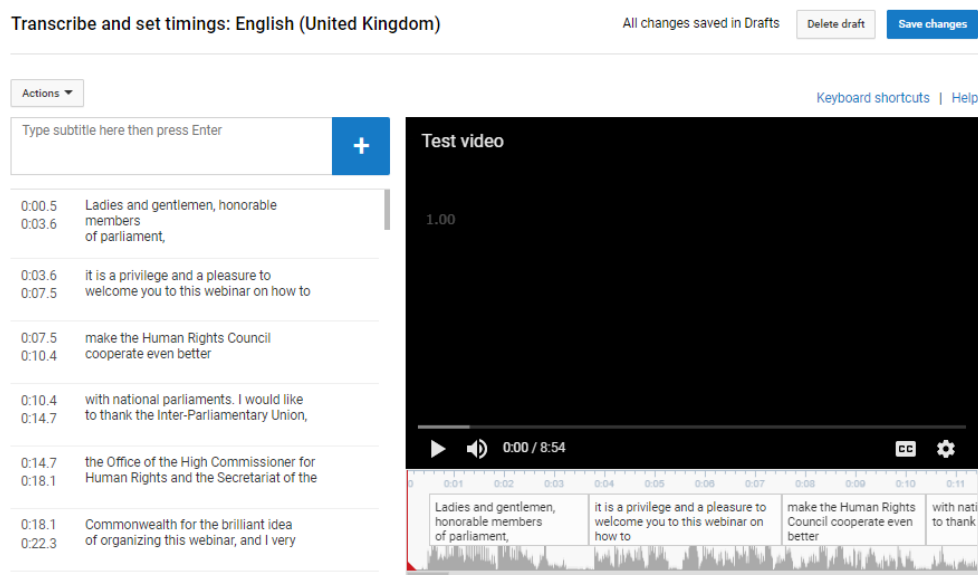 Transcribe and set timings: English (United Kingdom)
All changes saved in Drafts
Delete draft
Save changes
Actions
Keyboard shortcuts | Help
Type subtitle here then press Enter
+
0:00.5
0:03.6
Ladies and gentlemen, honorable
members
of parliament,
0:03.6
0:07.5
it is a privilege and a pleasure to
welcome you to this webinar on how to
0:07.5
0:10.4
make the Human Rights Council
cooperate even better
0:10.4
0:14.7
with national parliaments. I would like
to thank the Inter-Parliamentary Union,
0:14.7
0:18.1
the Office of the High Commissioner for
Human Rights and the Secretariat of the
0:18.1
0:22.3
Commonwealth for the brilliant idea
of organizing this webinar, and I very
Test video
1.00
0:00 / 8:54
CC
0 0:01 0:02 0:03 0:04 0:05 0:06 0:07 0:08 0:09 0:10 0:11
Ladies and gentlemen,
honorable members
of parliament,
it is a privilege and a pleasure to
welcome you to this webinar on
how to
make the Human Rights
Council cooperate even
better
with nati
to thank